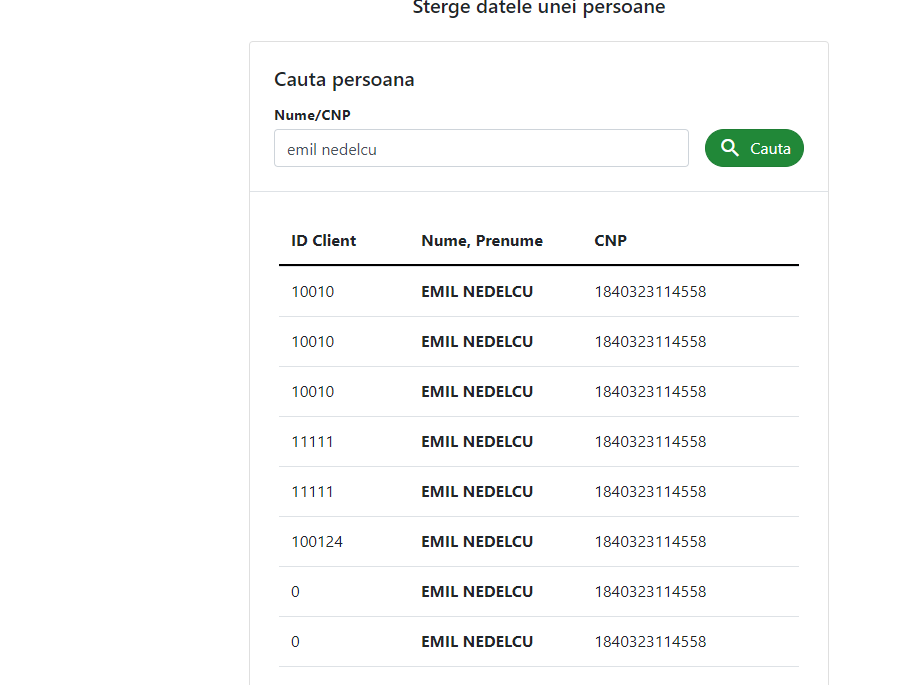 Sterge datele unei persoane
Cauta persoana
Nume/CNP
emil nedelcu
Cauta
ID Client Nume, Prenume CNP
10010 EMIL NEDELCU 1840323114558
10010 EMIL NEDELCU 1840323114558
10010 EMIL NEDELCU 1840323114558
11111 EMIL NEDELCU 1840323114558
11111 EMIL NEDELCU 1840323114558
100124 EMIL NEDELCU 1840323114558
0 EMIL NEDELCU 1840323114558
0 EMIL NEDELCU 1840323114558